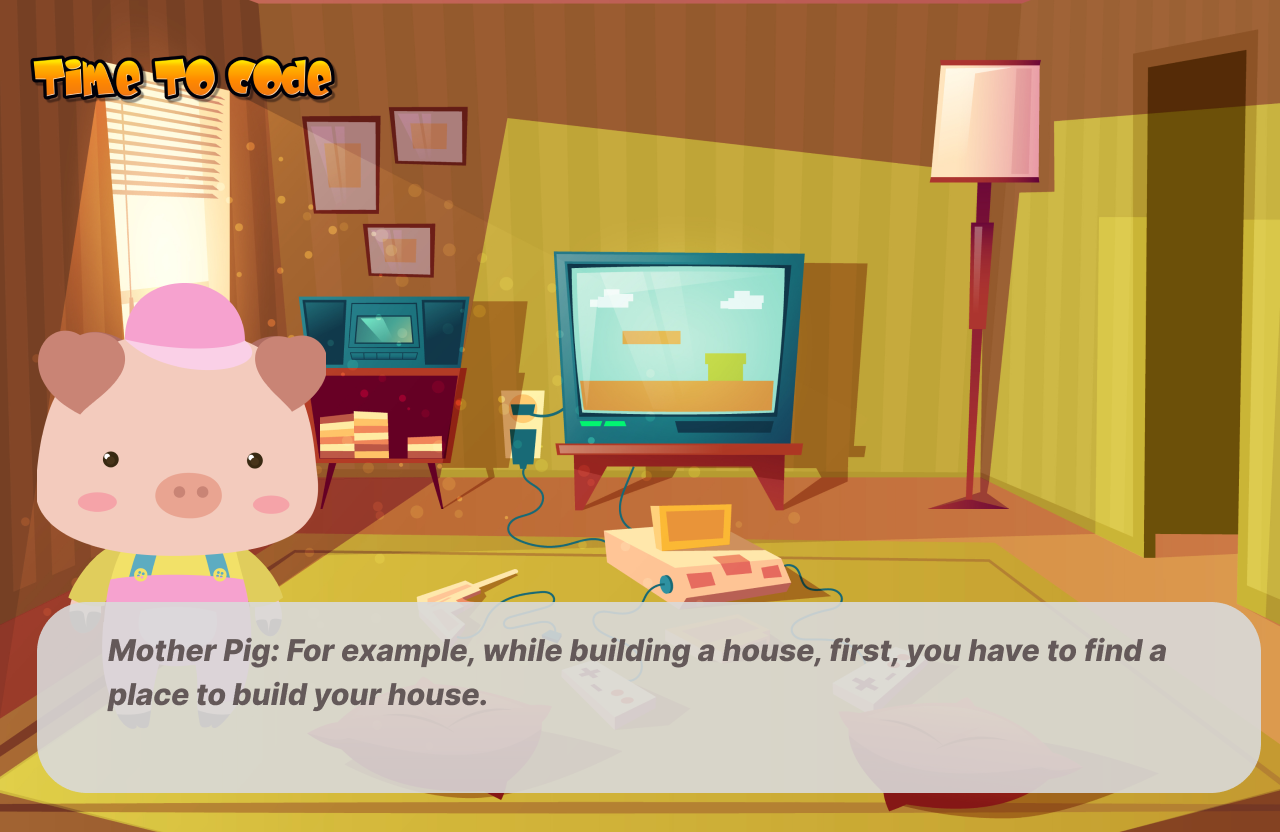 Time To Code
Mother Pig: For example, while building a house, first, you have to find a
place to build your house.